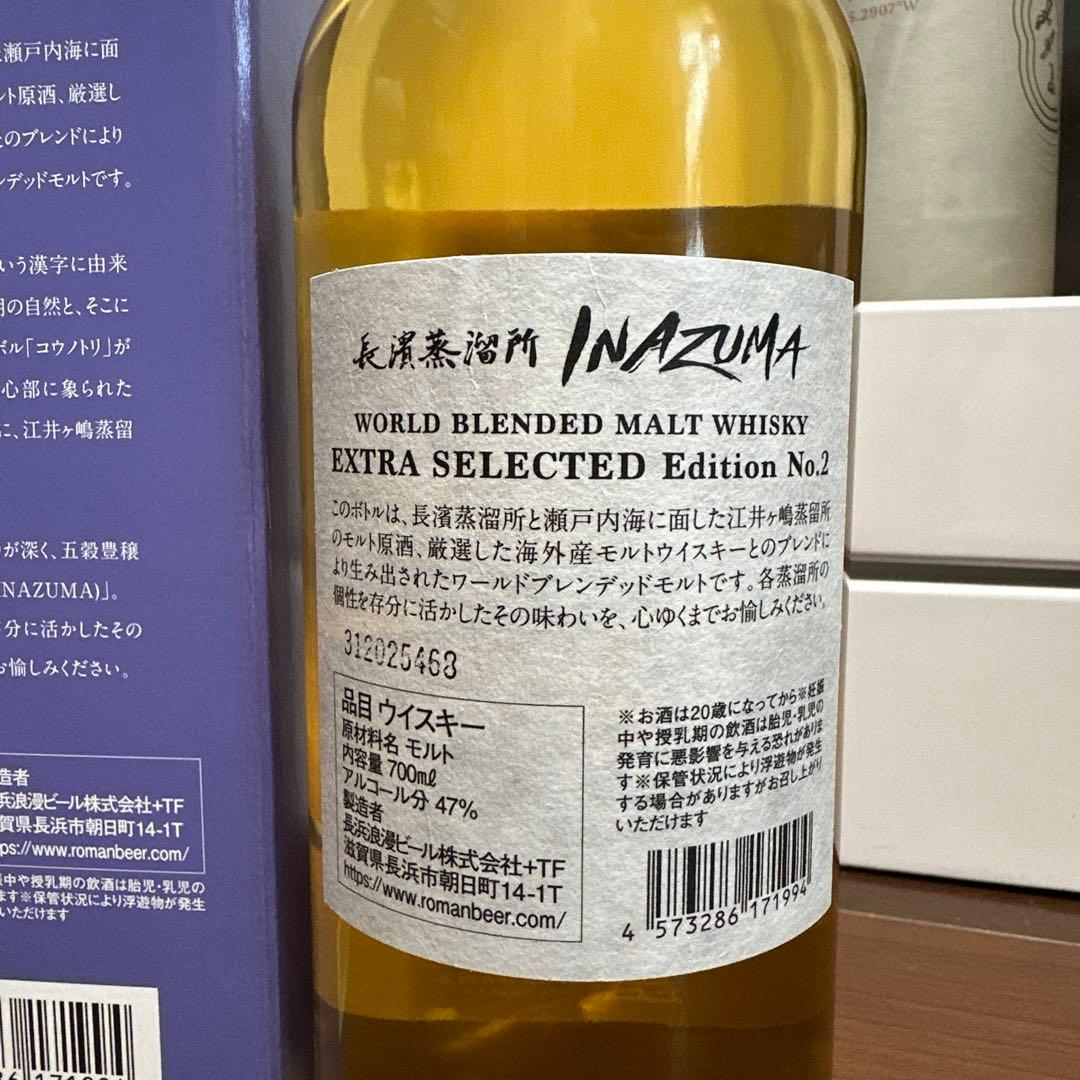 瀬戸内海に面
ト原酒、厳選し
のブレンドにより
ンデッドモルトです。
いう漢字に由来
の自然と、そこに
ボル「コウノトリ」が
心部に象られた
に、江井ヶ嶋蒸留
が深く、五穀豊穣
INAZUMA)」。
分に活かしたその
お愉しみください。
造者
浜浪漫ビール株式会社+TF
賀県長浜市朝日町14-1T
ps://www.romanbeer.com/
中や授乳期の飲酒は胎児・乳児の
ます※保管状況により浮遊物が発生
いただけます
5.2907°W
長濱蒸溜所 INAZUMA
WORLD BLENDED MALT WHISKY
EXTRA SELECTED Edition No.2
このボトルは、長濱蒸溜所と瀬戸内海に面した江井ヶ嶋蒸留所
のモルト原酒、厳選した海外産モルトウイスキーとのブレンドに
より生み出されたワールドブレンデッドモルトです。各蒸溜所の
個性を存分に活かしたその味わいを、心ゆくまでお愉しみください。
312025468
品目 ウイスキー
原材料名 モルト
内容量 700mℓ
アルコール分 47%
製造者
長浜浪漫ビール株式会社+TF
滋賀県長浜市朝日町14-1T
https://www.romanbeer.com/
※お酒は20歳になってから※妊娠
中や授乳期の飲酒は胎児・乳児の
発育に悪影響を与える恐れがありま
す※保管状況により浮遊物が発生
する場合がありますがお召し上がり
いただけます
4 573286 171994